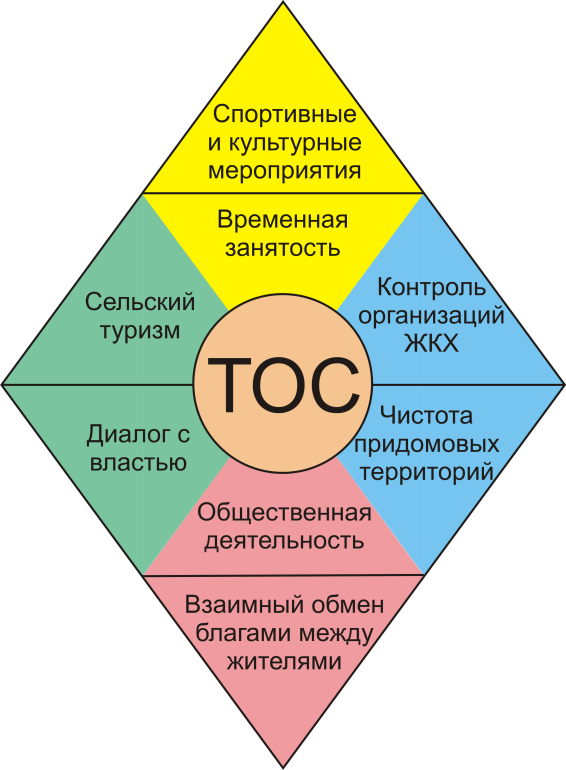 Спортивные
и культурные
мероприятия
Временная
занятость
Сельский
туризм
Контроль
организаций
ЖКХ
ТОС
Диалог с
властью
Чистота
придомовых
территорий
Общественная
деятельность
Взаимный обмен
благами между
жителями